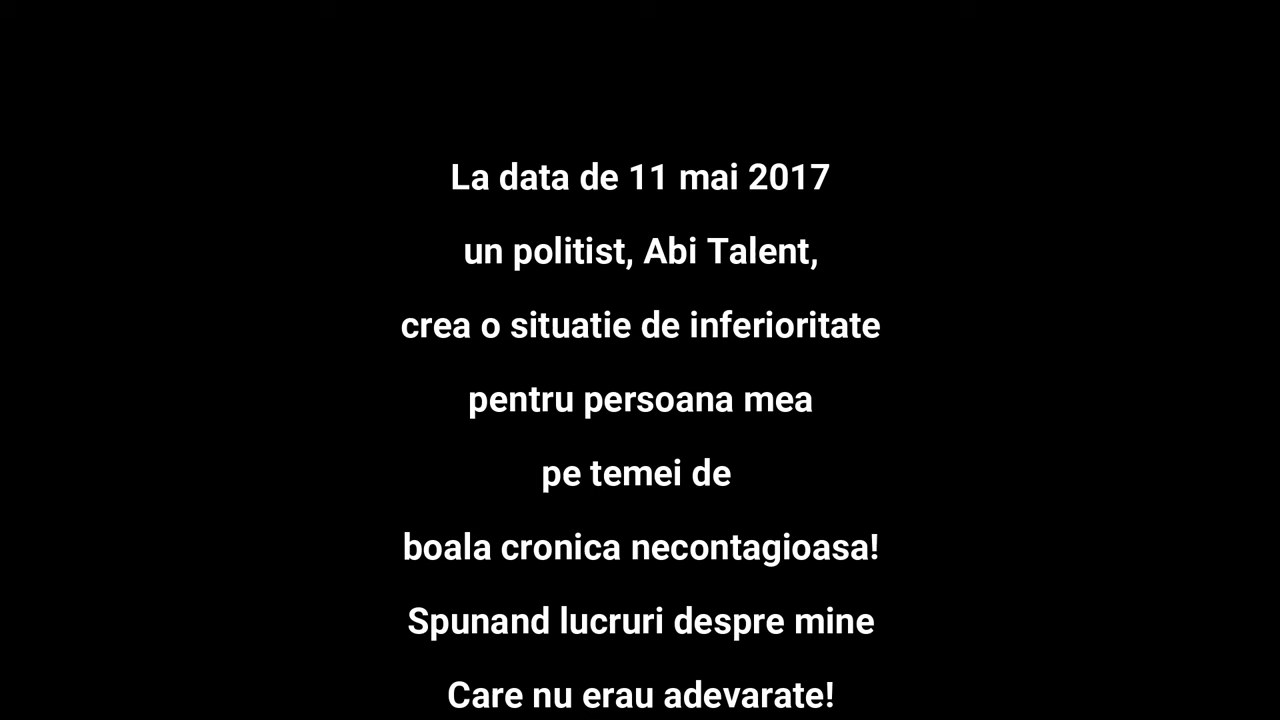 La data de 11 mai 2017
un politist, Abi Talent,
crea o situatie de inferioritate
pentru persoana mea
pe temei de
boala cronica necontagioasa!
Spunand lucruri despre mine
Care nu erau adevarate!